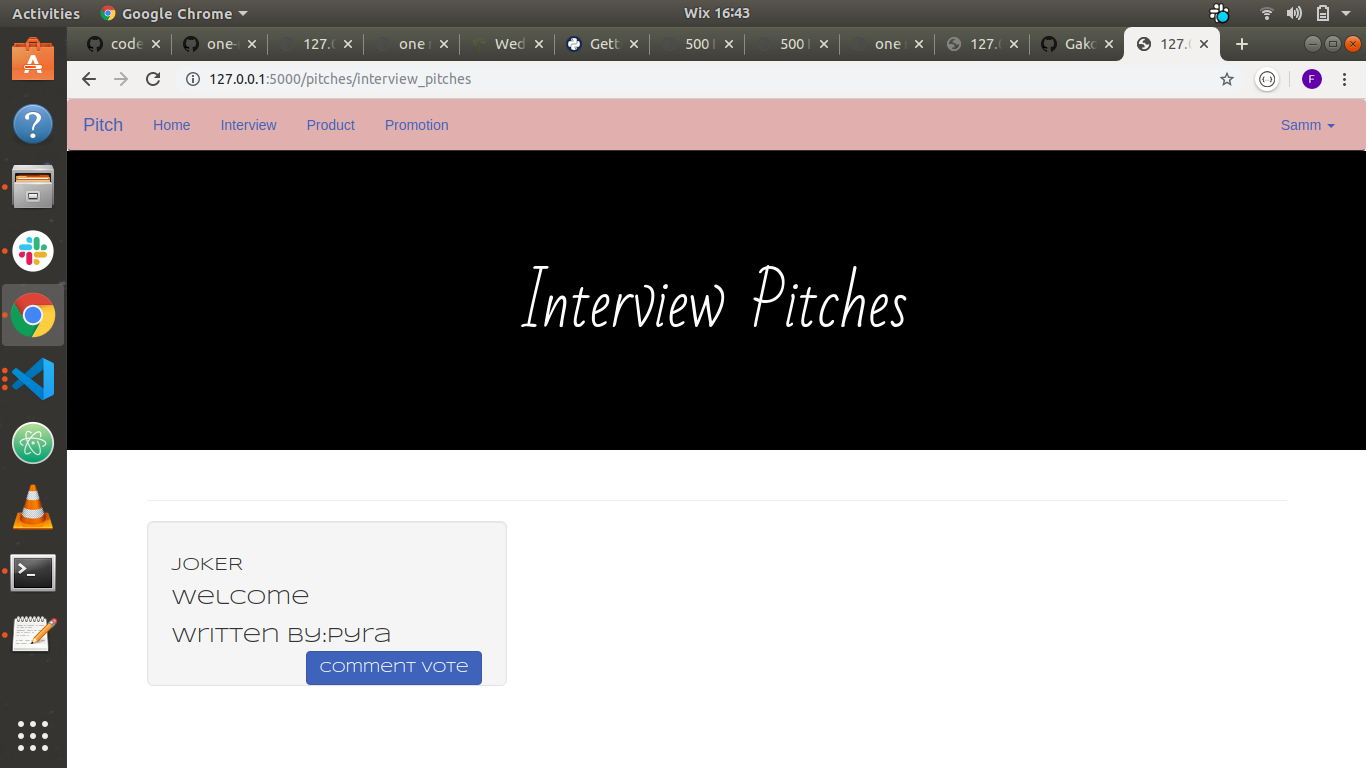 Activities Google Chrome Wix 16:43
code one- 127.0 one Wed Gett 500 500 one 127.0 Gako 127.
127.0.0.1:5000/pitches/interview_pitches F
Pitch Home Interview Product Promotion Samm
Interview Pitches
JOKER
welcome
written by:pyra
comment vote